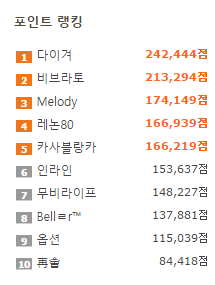 포인트 랭킹
1 다이겨 242,444점
2 비브라토 213,294점
3 Melody 174,149점
4 레논80 166,939점
5 카사블랑카 166,219점
6 인라인 153,637점
7 무비라이프 148,227점
8 Bellㄹr™ 137,881점
9 옵션 115,039점
10 再會 84,418점